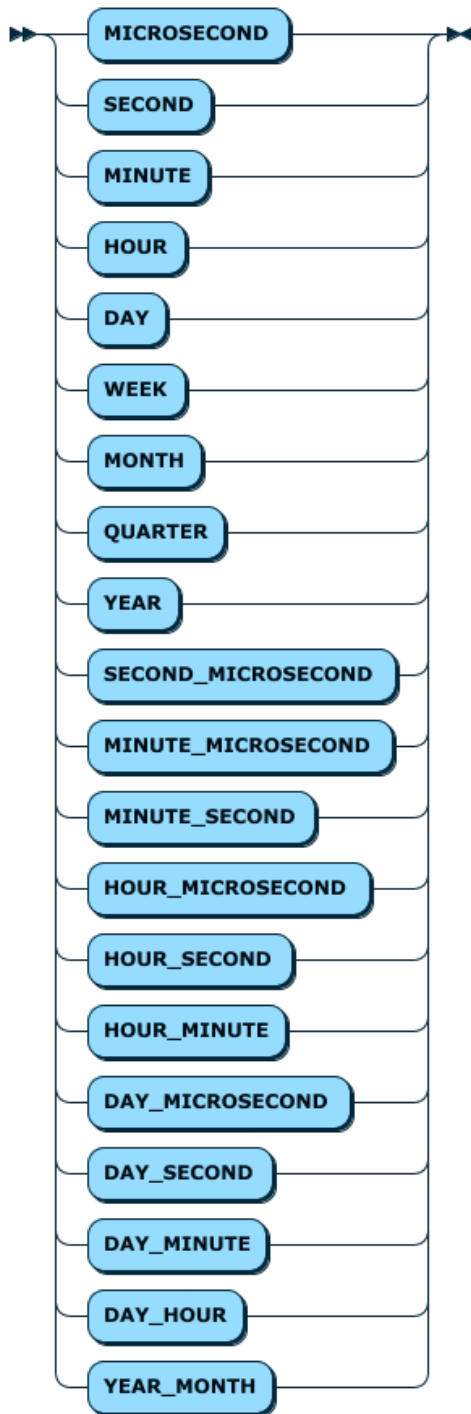 MICROSECOND
SECOND
MINUTE
HOUR
DAY
WEEK
MONTH
QUARTER
YEAR
SECOND_MICROSECOND
MINUTE_MICROSECOND
MINUTE_SECOND
HOUR_MICROSECOND
HOUR_SECOND
HOUR_MINUTE
DAY_MICROSECOND
DAY_SECOND
DAY_MINUTE
DAY_HOUR
YEAR_MONTH